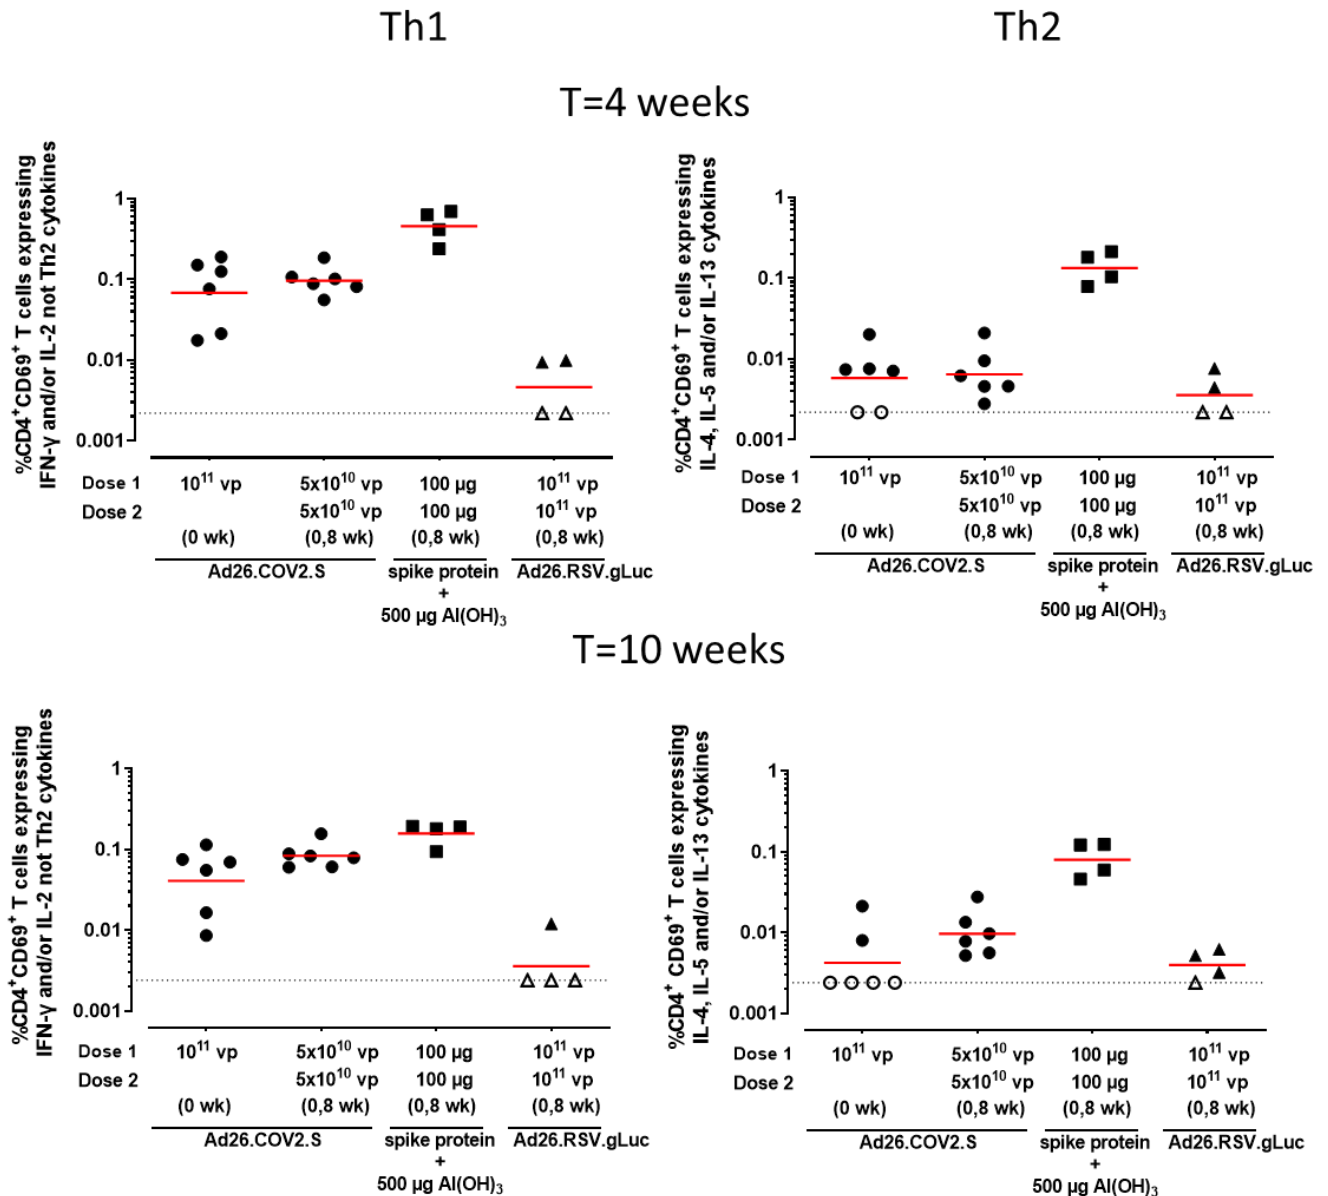 Th1
Th2
T=4 weeks
%CD4⁺CD69⁺ T cells expressing
IFN-γ and/or IL-2 not Th2 cytokines
1
0.1
0.01
0.001
Dose 1 10¹¹ vp 5x10¹⁰ vp 100 µg 10¹¹ vp
Dose 2 5x10¹⁰ vp 100 µg 10¹¹ vp
(0 wk) (0,8 wk) (0,8 wk) (0,8 wk)
Ad26.COV2.S spike protein Ad26.RSV.gLuc
+
500 µg Al(OH)₃
%CD4⁺CD69⁺ T cells expressing
IL-4, IL-5 and/or IL-13 cytokines
1
0.1
0.01
0.001
Dose 1 10¹¹ vp 5x10¹⁰ vp 100 µg 10¹¹ vp
Dose 2 5x10¹⁰ vp 100 µg 10¹¹ vp
(0 wk) (0,8 wk) (0,8 wk) (0,8 wk)
Ad26.COV2.S spike protein Ad26.RSV.gLuc
+
500 µg Al(OH)₃
T=10 weeks
%CD4⁺CD69⁺ T cells expressing
IFN-γ and/or IL-2 not Th2 cytokines
1
0.1
0.01
0.001
Dose 1 10¹¹ vp 5x10¹⁰ vp 100 µg 10¹¹ vp
Dose 2 5x10¹⁰ vp 100 µg 10¹¹ vp
(0 wk) (0,8 wk) (0,8 wk) (0,8 wk)
Ad26.COV2.S spike protein Ad26.RSV.gLuc
+
500 µg Al(OH)₃
%CD4⁺ CD69⁺ T cells expressing
IL-4, IL-5 and/or IL-13 cytokines
1
0.1
0.01
0.001
Dose 1 10¹¹ vp 5x10¹⁰ vp 100 µg 10¹¹ vp
Dose 2 5x10¹⁰ vp 100 µg 10¹¹ vp
(0 wk) (0,8 wk) (0,8 wk) (0,8 wk)
Ad26.COV2.S spike protein Ad26.RSV.gLuc
+
500 µg Al(OH)₃